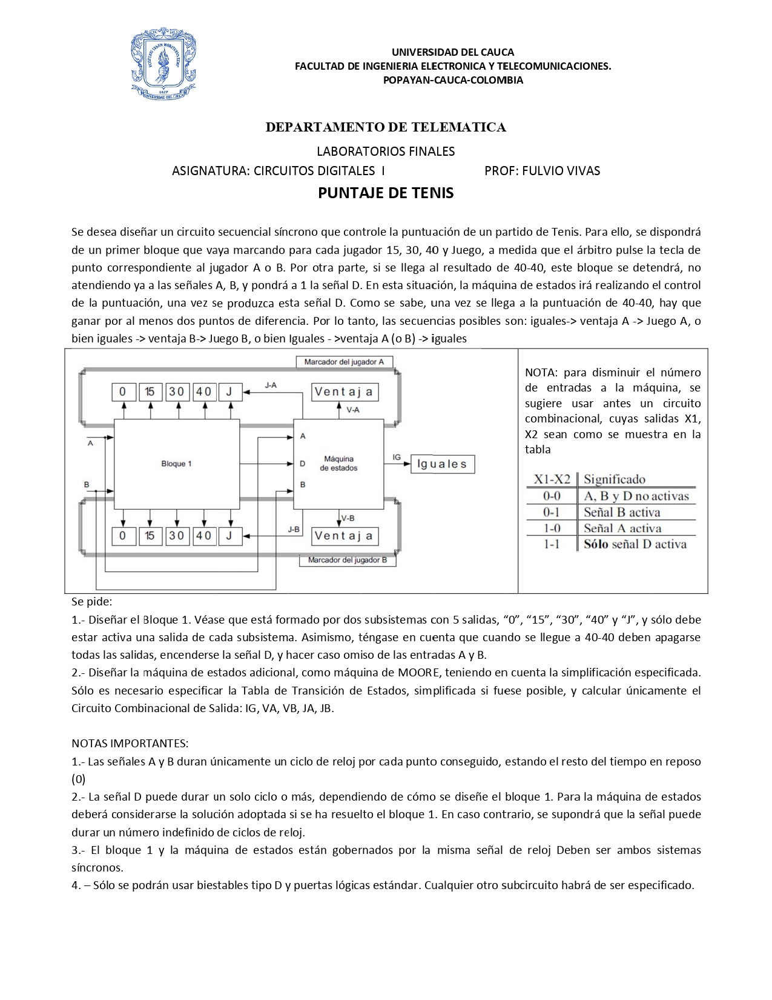 UNIVERSIDAD DEL CAUCA
FACULTAD DE INGENIERIA ELECTRONICA Y TELECOMUNICACIONES.
POPAYAN-CAUCA-COLOMBIA
POSTERIS LVMEN MORITVRVS EDAT
1827
UNIVERSIDAD DEL CAUCA
DEPARTAMENTO DE TELEMATICA
LABORATORIOS FINALES
ASIGNATURA: CIRCUITOS DIGITALES I PROF: FULVIO VIVAS
PUNTAJE DE TENIS
Se desea diseñar un circuito secuencial síncrono que controle la puntuación de un partido de Tenis. Para ello, se dispondrá
de un primer bloque que vaya marcando para cada jugador 15, 30, 40 y Juego, a medida que el árbitro pulse la tecla de
punto correspondiente al jugador A o B. Por otra parte, si se llega al resultado de 40-40, este bloque se detendrá, no
atendiendo ya a las señales A, B, y pondrá a 1 la señal D. En esta situación, la máquina de estados irá realizando el control
de la puntuación, una vez se produzca esta señal D. Como se sabe, una vez se llega a la puntuación de 40-40, hay que
ganar por al menos dos puntos de diferencia. Por lo tanto, las secuencias posibles son: iguales-> ventaja A -> Juego A, o
bien iguales -> ventaja B-> Juego B, o bien Iguales - >ventaja A (o B) -> iguales
Marcador del jugador A
0 15 30 40 J J-A Ventaja
V-A
A A
Bloque 1 D Máquina de estados IG Iguales
B B
V-B
0 15 30 40 J J-B Ventaja
Marcador del jugador B
NOTA: para disminuir el número
de entradas a la máquina, se
sugiere usar antes un circuito
combinacional, cuyas salidas X1,
X2 sean como se muestra en la
tabla
X1-X2 Significado
0-0 A, B y D no activas
0-1 Señal B activa
1-0 Señal A activa
1-1 Sólo señal D activa
Se pide:
1.- Diseñar el Bloque 1. Véase que está formado por dos subsistemas con 5 salidas, “0”, “15”, “30”, “40” y “J”, y sólo debe
estar activa una salida de cada subsistema. Asimismo, téngase en cuenta que cuando se llegue a 40-40 deben apagarse
todas las salidas, encenderse la señal D, y hacer caso omiso de las entradas A y B.
2.- Diseñar la máquina de estados adicional, como máquina de MOORE, teniendo en cuenta la simplificación especificada.
Sólo es necesario especificar la Tabla de Transición de Estados, simplificada si fuese posible, y calcular únicamente el
Circuito Combinacional de Salida: IG, VA, VB, JA, JB.
NOTAS IMPORTANTES:
1.- Las señales A y B duran únicamente un ciclo de reloj por cada punto conseguido, estando el resto del tiempo en reposo
(0)
2.- La señal D puede durar un solo ciclo o más, dependiendo de cómo se diseñe el bloque 1. Para la máquina de estados
deberá considerarse la solución adoptada si se ha resuelto el bloque 1. En caso contrario, se supondrá que la señal puede
durar un número indefinido de ciclos de reloj.
3.- El bloque 1 y la máquina de estados están gobernados por la misma señal de reloj Deben ser ambos sistemas
síncronos.
4. – Sólo se podrán usar biestables tipo D y puertas lógicas estándar. Cualquier otro subcircuito habrá de ser especificado.